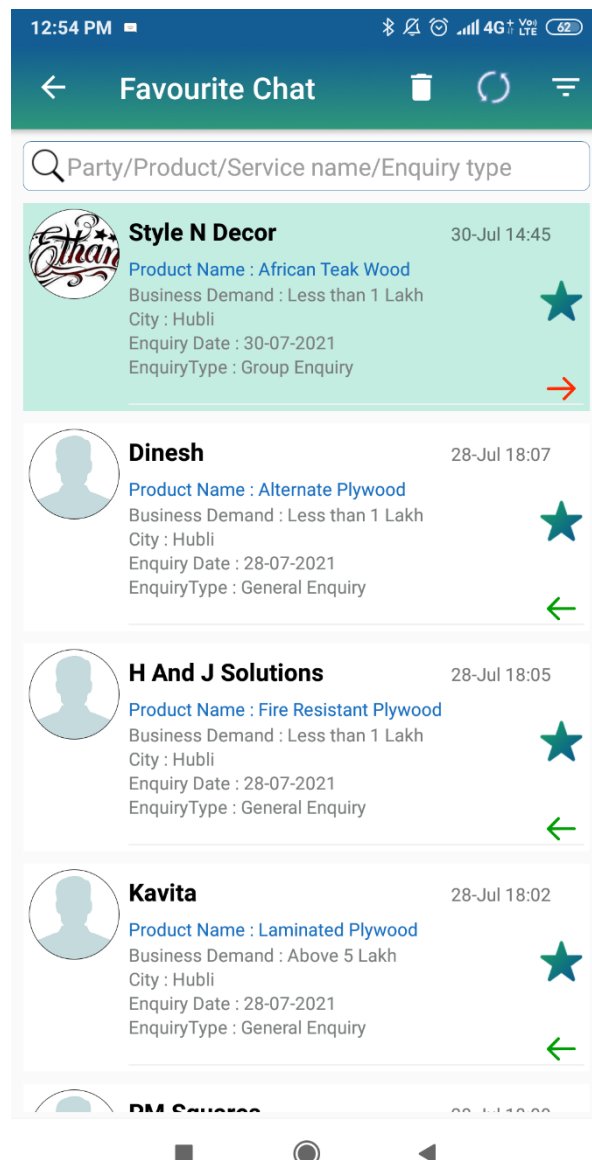 12:54 PM
4G+ Vo) LTE 62
Favourite Chat
Party/Product/Service name/Enquiry type
Ethan
Style N Decor 30-Jul 14:45
Product Name : African Teak Wood
Business Demand : Less than 1 Lakh
City : Hubli
Enquiry Date : 30-07-2021
EnquiryType : Group Enquiry
Dinesh 28-Jul 18:07
Product Name : Alternate Plywood
Business Demand : Less than 1 Lakh
City : Hubli
Enquiry Date : 28-07-2021
EnquiryType : General Enquiry
H And J Solutions 28-Jul 18:05
Product Name : Fire Resistant Plywood
Business Demand : Less than 1 Lakh
City : Hubli
Enquiry Date : 28-07-2021
EnquiryType : General Enquiry
Kavita 28-Jul 18:02
Product Name : Laminated Plywood
Business Demand : Above 5 Lakh
City : Hubli
Enquiry Date : 28-07-2021
EnquiryType : General Enquiry